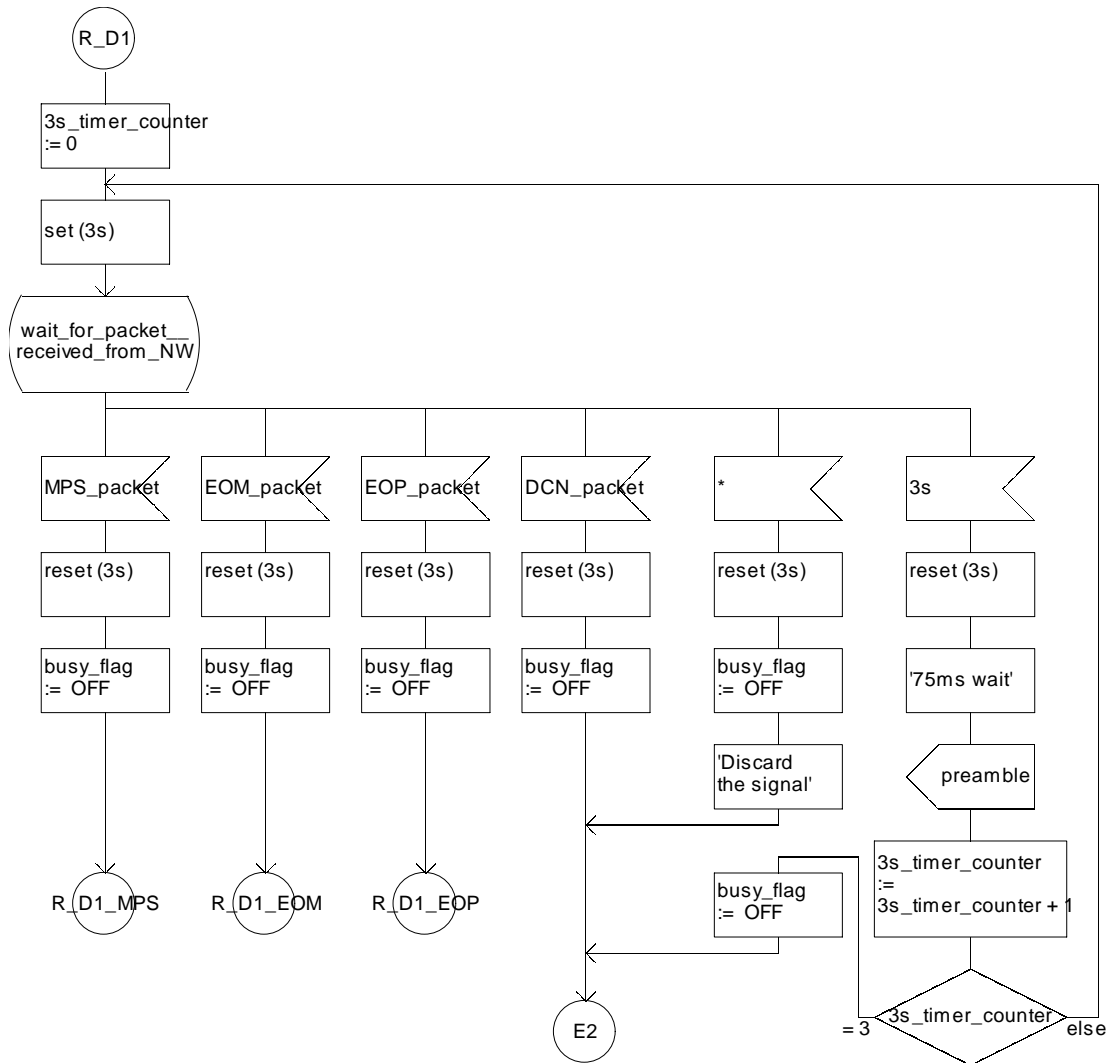 R_D1
3s_timer_counter
:= 0
set (3s)
wait_for_packet__
received_from_NW
MPS_packet
EOM_packet
EOP_packet
DCN_packet
*
3s
reset (3s)
reset (3s)
reset (3s)
reset (3s)
reset (3s)
reset (3s)
busy_flag
:= OFF
busy_flag
:= OFF
busy_flag
:= OFF
busy_flag
:= OFF
busy_flag
:= OFF
'75ms wait'
'Discard
the signal'
preamble
R_D1_MPS
R_D1_EOM
R_D1_EOP
busy_flag
:= OFF
3s_timer_counter
:=
3s_timer_counter + 1
E2
= 3
3s_timer_counter
else